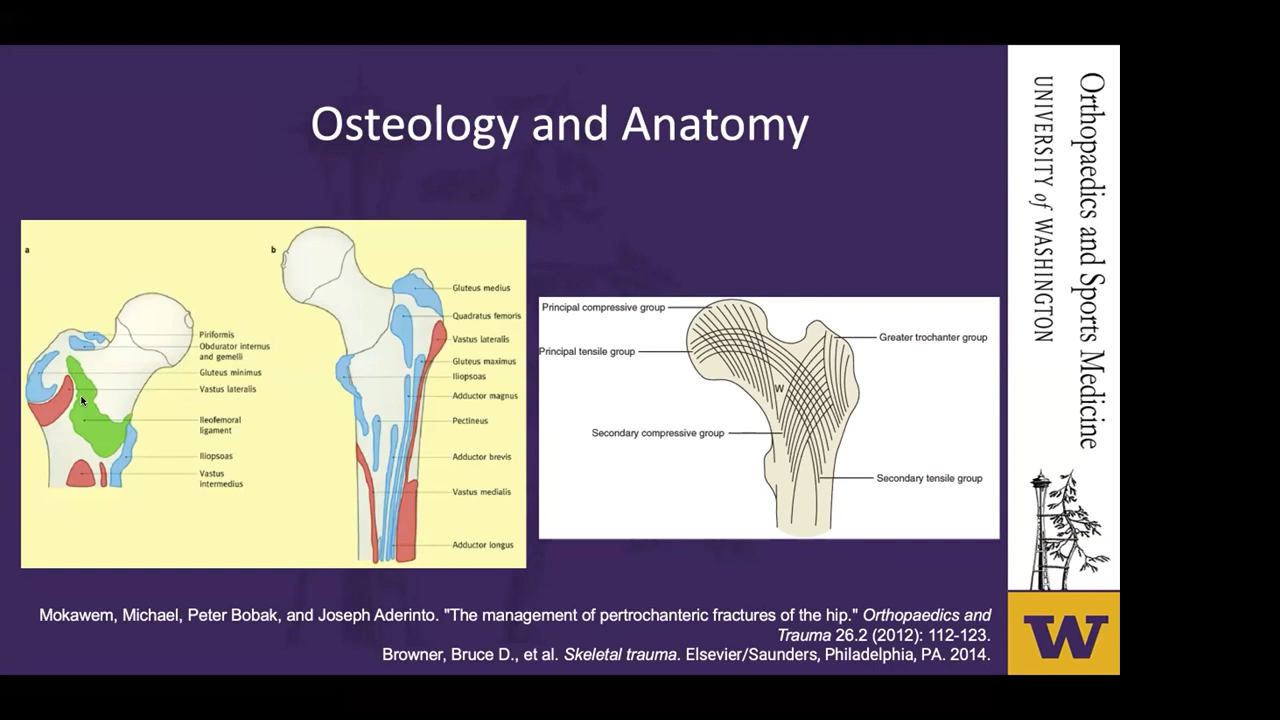 Osteology and Anatomy
a
Piriformis
Obdurator internus
and gemelli
Gluteus minimus
Vastus lateralis
Ileofemoral
ligament
Iliopsoas
Vastus
intermedius
b
Gluteus medius
Quadratus femoris
Vastus lateralis
Gluteus maximus
Iliopsoas
Adductor magnus
Pectineus
Adductor brevis
Vastus medialis
Adductor longus
Principal compressive group
Principal tensile group
W
Secondary compressive group
Greater trochanter group
Secondary tensile group
Mokawem, Michael, Peter Bobak, and Joseph Aderinto. "The management of pertrochanteric fractures of the hip." Orthopaedics and
Trauma 26.2 (2012): 112-123.
Browner, Bruce D., et al. Skeletal trauma. Elsevier/Saunders, Philadelphia, PA. 2014.
Orthopaedics and Sports Medicine
UNIVERSITY of WASHINGTON
W